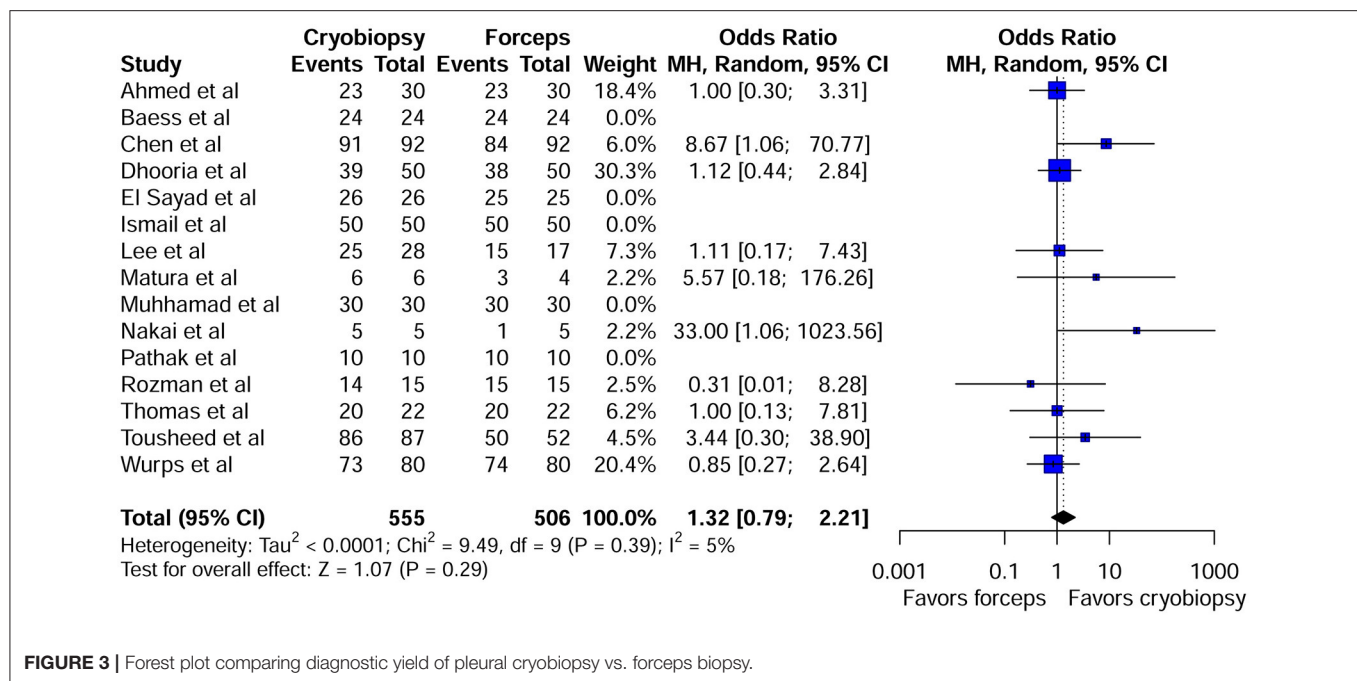 Cryobiopsy Forceps Odds Ratio Odds Ratio
Study Events Total Events Total Weight MH, Random, 95% CI MH, Random, 95% CI
Ahmed et al 23 30 23 30 18.4% 1.00 [0.30; 3.31]
Baess et al 24 24 24 24 0.0%
Chen et al 91 92 84 92 6.0% 8.67 [1.06; 70.77]
Dhooria et al 39 50 38 50 30.3% 1.12 [0.44; 2.84]
El Sayad et al 26 26 25 25 0.0%
Ismail et al 50 50 50 50 0.0%
Lee et al 25 28 15 17 7.3% 1.11 [0.17; 7.43]
Matura et al 6 6 3 4 2.2% 5.57 [0.18; 176.26]
Muhhamad et al 30 30 30 30 0.0%
Nakai et al 5 5 1 5 2.2% 33.00 [1.06; 1023.56]
Pathak et al 10 10 10 10 0.0%
Rozman et al 14 15 15 15 2.5% 0.31 [0.01; 8.28]
Thomas et al 20 22 20 22 6.2% 1.00 [0.13; 7.81]
Tousheed et al 86 87 50 52 4.5% 3.44 [0.30; 38.90]
Wurps et al 73 80 74 80 20.4% 0.85 [0.27; 2.64]
Total (95% CI) 555 506 100.0% 1.32 [0.79; 2.21]
Heterogeneity: Tau² < 0.0001; Chi² = 9.49, df = 9 (P = 0.39); I² = 5%
Test for overall effect: Z = 1.07 (P = 0.29)
0.001 0.1 1 10 1000
Favors forceps Favors cryobiopsy
FIGURE 3 | Forest plot comparing diagnostic yield of pleural cryobiopsy vs. forceps biopsy.